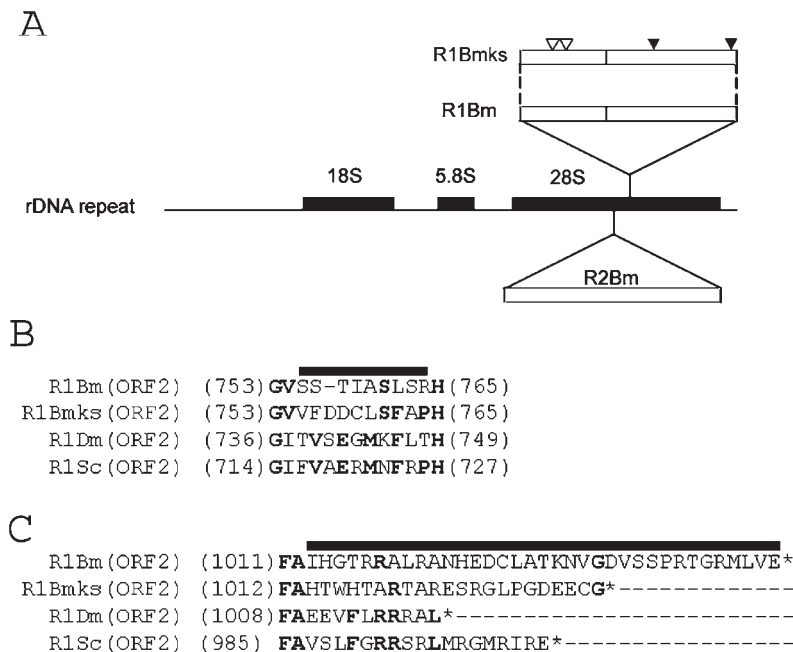 A
R1Bmks
R1Bm
18S 5.8S 28S
rDNA repeat
R2Bm
B
R1Bm(ORF2) (753)GVSS-TIASLSRH(765)
R1Bmks(ORF2) (753)GVVFDDCLSFAPH(765)
R1Dm(ORF2) (736)GITVSEGMKFLTH(749)
R1Sc(ORF2) (714)GIFVAERMNFRPH(727)
C
R1Bm(ORF2) (1011)FAIHGTRRALRANHEDCLATKNVGDVSSPRTGRMLVE*
R1Bmks(ORF2) (1012)FAHTWHTARTARESRGLPGDEECG*-------------
R1Dm(ORF2) (1008)FAEEVFLRRRAL*-------------------------
R1Sc(ORF2) (985)FAVSLFGRRSRLMRGMRIRE*-----------------